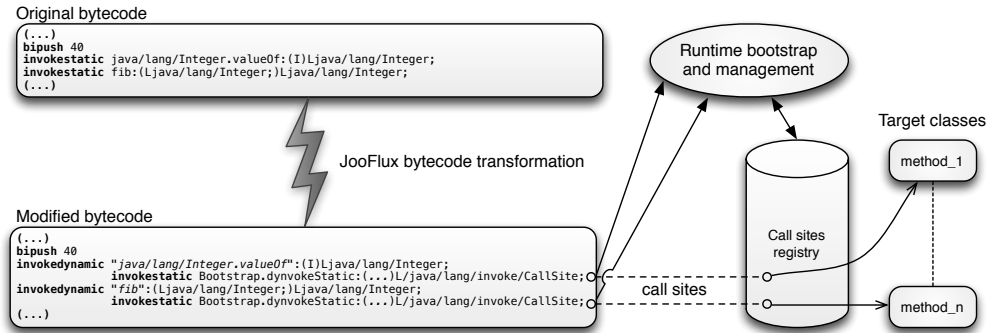 Original bytecode
(...)
bipush 40
invokestatic java/lang/Integer.valueOf:(I)Ljava/lang/Integer;
invokestatic fib:(Ljava/lang/Integer;)Ljava/lang/Integer;
(...)
Runtime bootstrap
and management
Target classes
method_1
JooFlux bytecode transformation
Modified bytecode
(...)
bipush 40
invokedynamic "java/lang/Integer.valueOf":(I)Ljava/lang/Integer;
invokestatic Bootstrap.dynvokeStatic:(...)L/java/lang/invoke/CallSite;
invokedynamic "fib":(Ljava/lang/Integer;)Ljava/lang/Integer;
invokestatic Bootstrap.dynvokeStatic:(...)L/java/lang/invoke/CallSite;
(...)
call sites
Call sites
registry
method_n